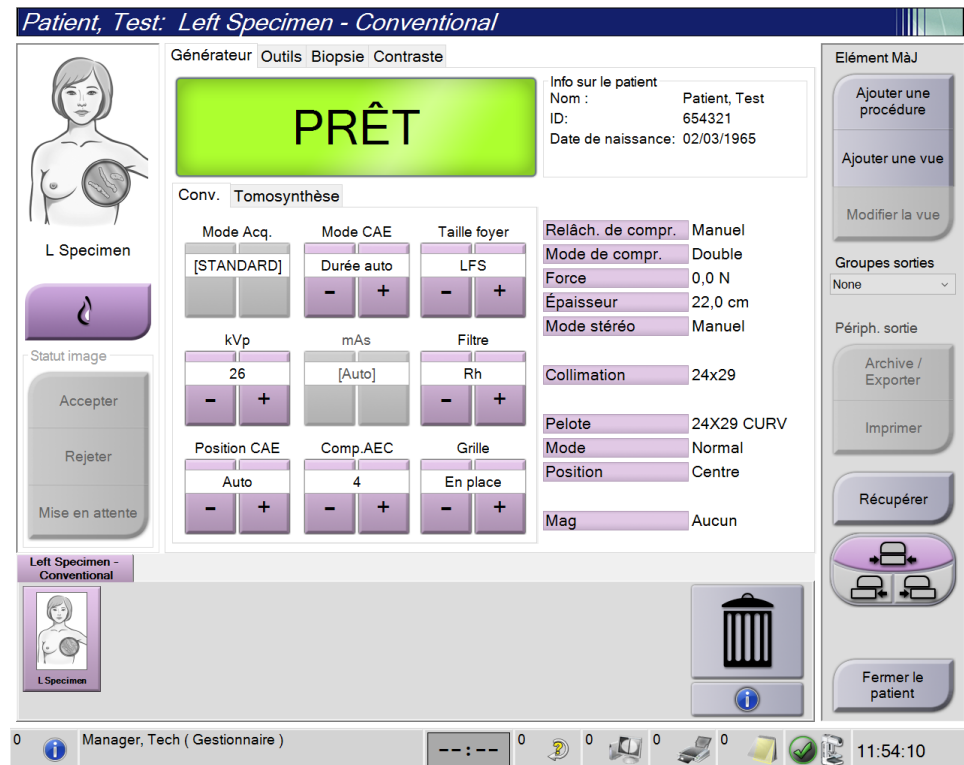 Patient, Test: Left Specimen - Conventional
Générateur Outils Biopsie Contraste
PRÊT
Info sur le patient
Nom : Patient, Test
ID: 654321
Date de naissance: 02/03/1965
L Specimen
Statut image
Accepter
Rejeter
Mise en attente
Conv. Tomosynthèse
Mode Acq. Mode CAE Taille foyer
[STANDARD] Durée auto LFS
- + - +
kVp mAs Filtre
26 [Auto] Rh
- + - +
Position CAE Comp.AEC Grille
Auto 4 En place
- + - + - +
Relâch. de compr. Manuel
Mode de compr. Double
Force 0,0 N
Épaisseur 22,0 cm
Mode stéréo Manuel
Collimation 24x29
Pelote 24X29 CURV
Mode Normal
Position Centre
Mag Aucun
Elément MàJ
Ajouter une
procédure
Ajouter une vue
Modifier la vue
Groupes sorties
None
Périph. sortie
Archive /
Exporter
Imprimer
Récupérer
Fermer le
patient
Left Specimen -
Conventional
L Specimen
0 Manager, Tech ( Gestionnaire ) --:-- 0 0 0 0 11:54:10